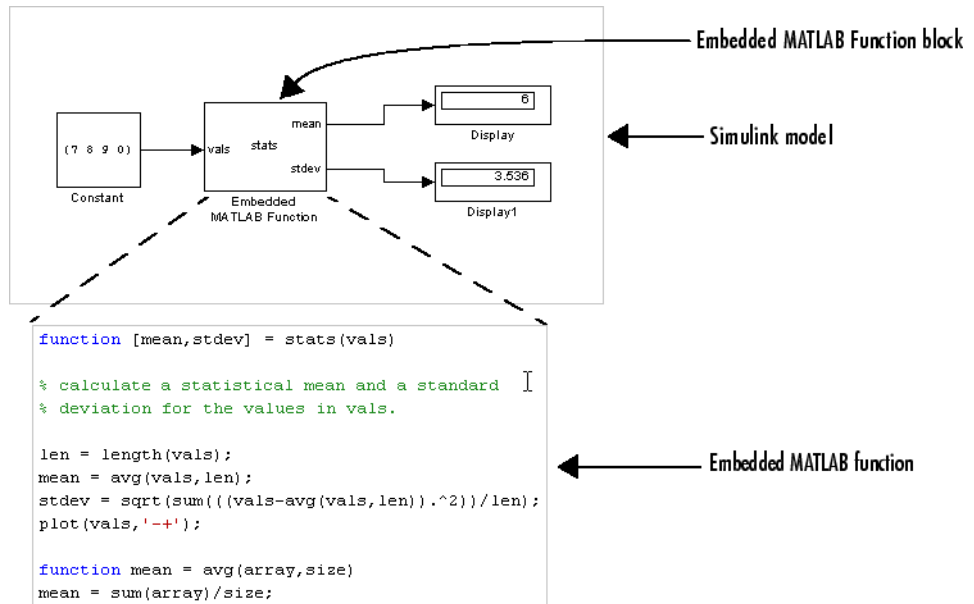 Embedded MATLAB Function block
6
mean
Display
Simulink model
(7 8 9 0)
vals
stats
stdev
3.536
Constant
Embedded
MATLAB Function
Display1
function [mean,stdev] = stats(vals)
% calculate a statistical mean and a standard
% deviation for the values in vals.
len = length(vals);
mean = avg(vals,len);
stdev = sqrt(sum(((vals-avg(vals,len)).^2))/len);
plot(vals,'-+');
function mean = avg(array,size)
mean = sum(array)/size;
Embedded MATLAB function